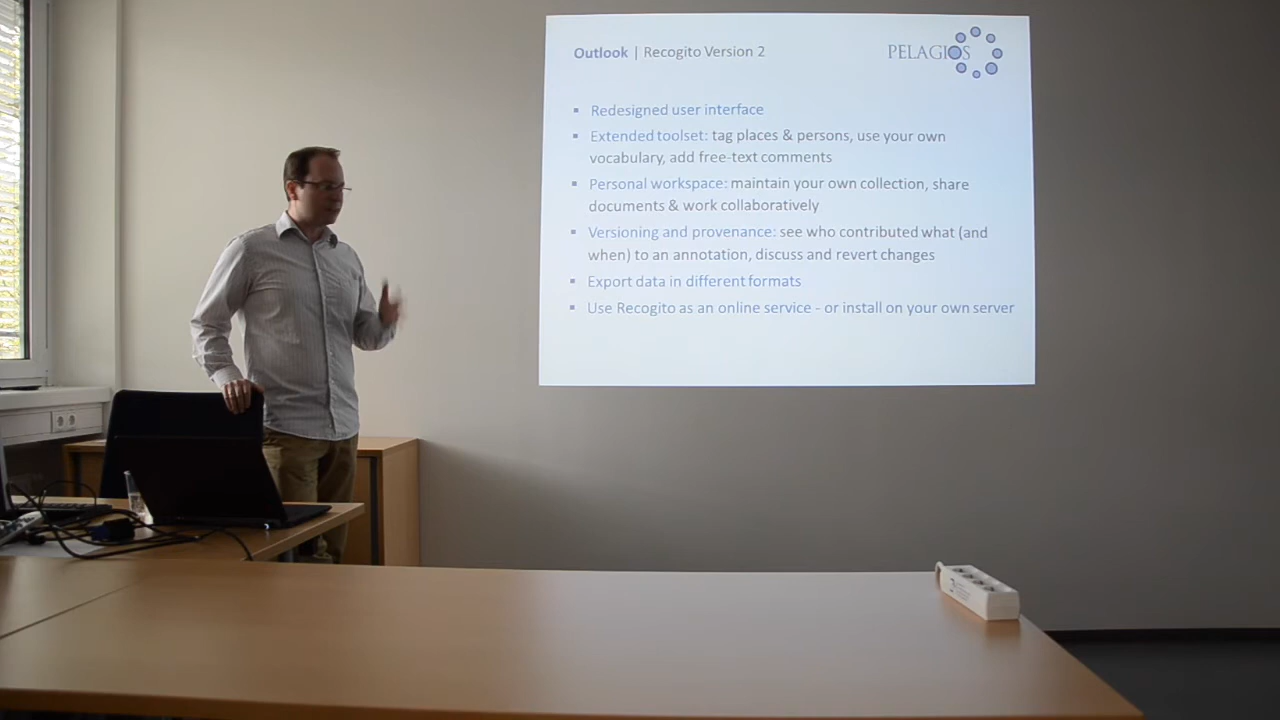 Outlook | Recogito Version 2
PELAGIOS
▪ Redesigned user interface
▪ Extended toolset: tag places & persons, use your own
vocabulary, add free-text comments
▪ Personal workspace: maintain your own collection, share
documents & work collaboratively
▪ Versioning and provenance: see who contributed what (and
when) to an annotation, discuss and revert changes
▪ Export data in different formats
▪ Use Recogito as an online service - or install on your own server